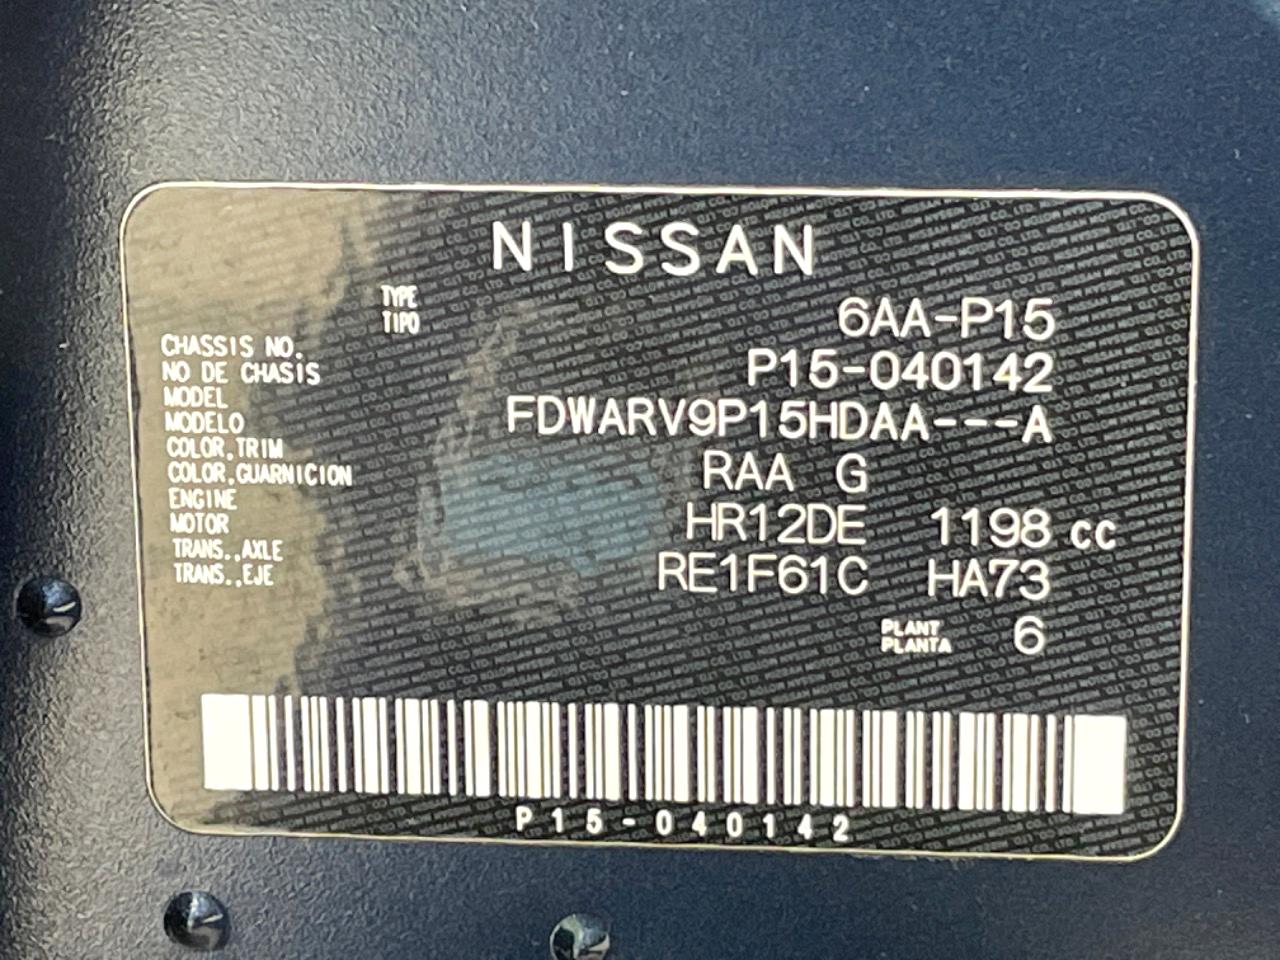 NISSAN
TYPE
TIPO
6AA-P15
CHASSIS NO.
NO DE CHASIS
P15-040142
MODEL
MODELO
FDWARV9P15HDAA---A
COLOR,TRIM
COLOR,GUARNICION
RAA G
ENGINE
MOTOR
HR12DE 1198 cc
TRANS.,AXLE
TRANS.,EJE
RE1F61C HA73
PLANT
PLANTA
6
P15-040142